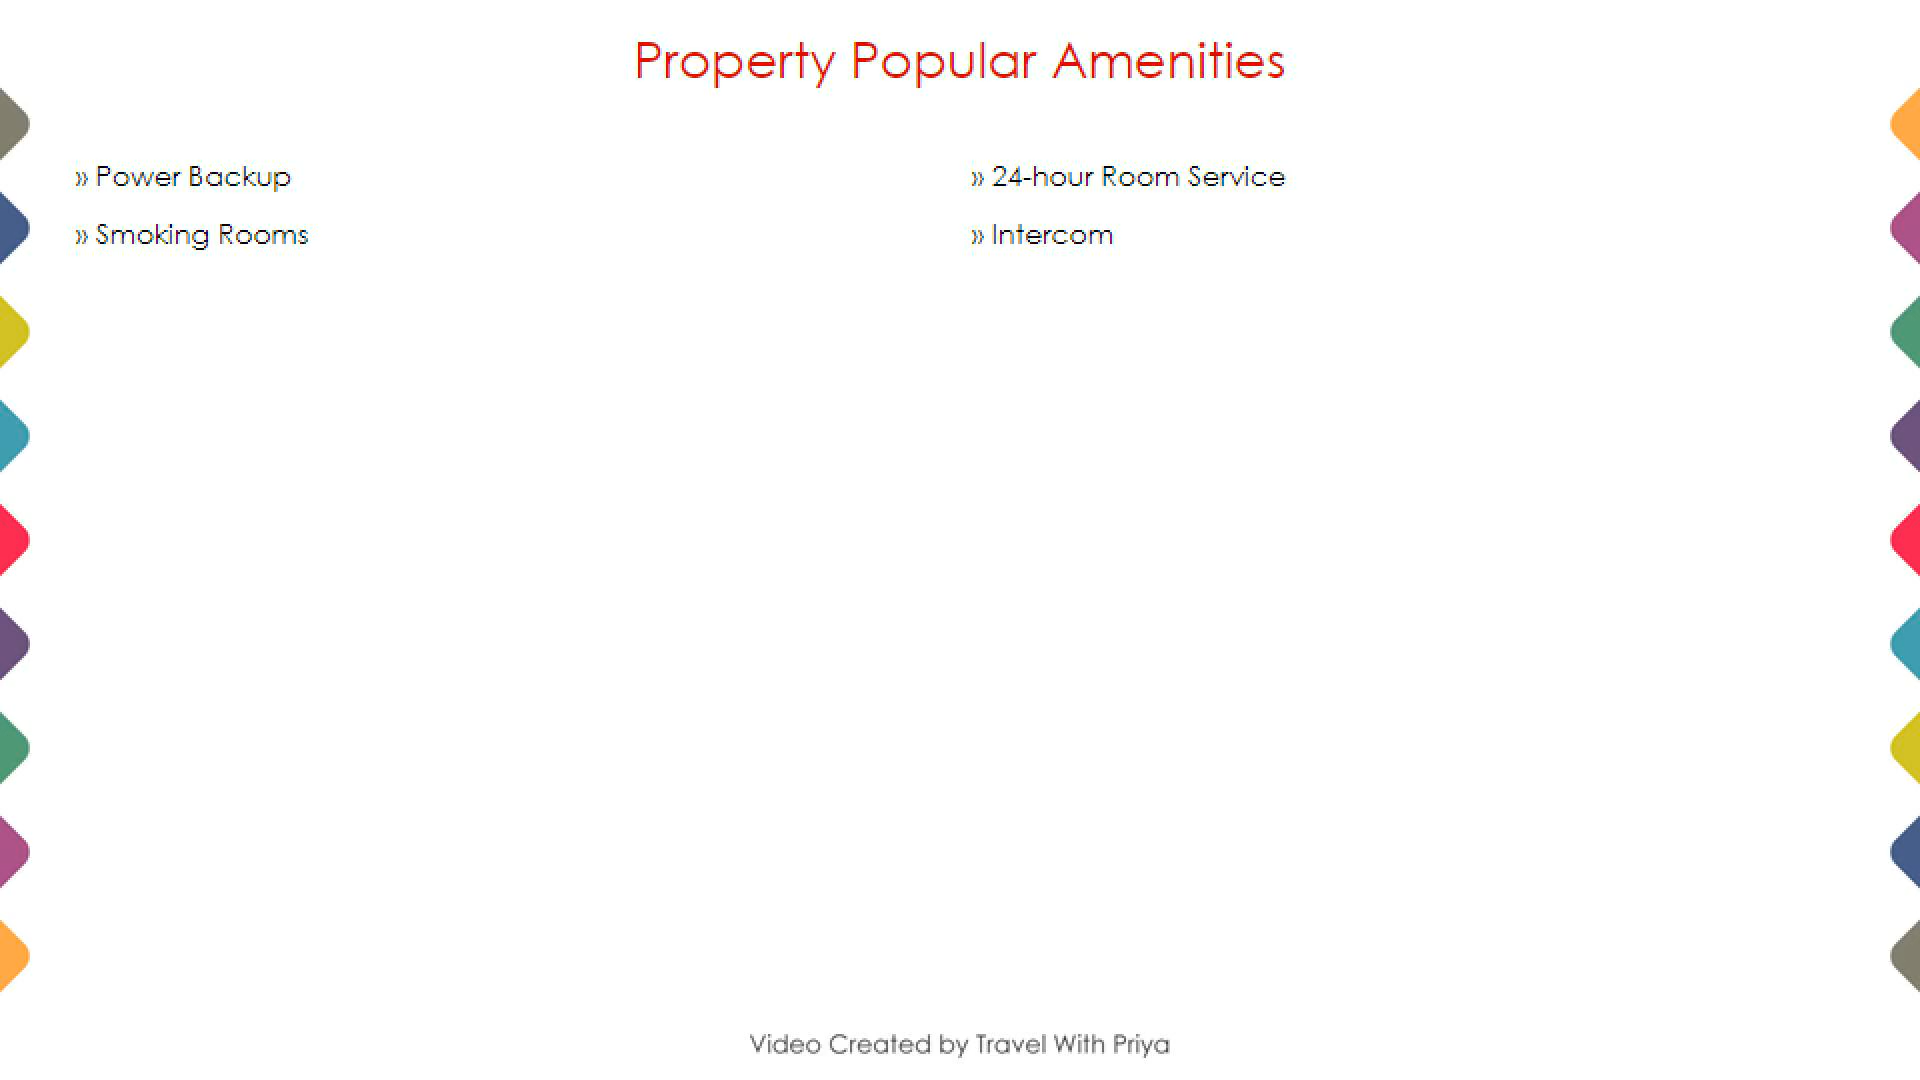 Property Popular Amenities
» Power Backup
» 24-hour Room Service
» Smoking Rooms
» Intercom
Video Created by Travel With Priya